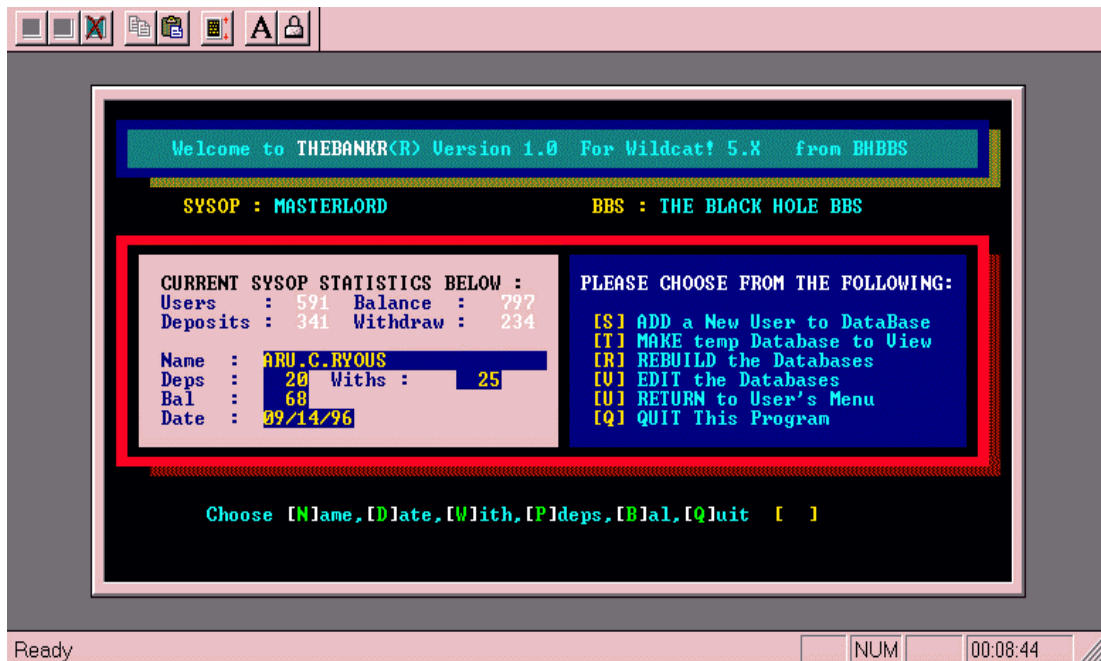 A
Welcome to THEBANKR(R) Version 1.0 For Wildcat! 5.X from BHBBS
SYSOP : MASTERLORD BBS : THE BLACK HOLE BBS
CURRENT SYSOP STATISTICS BELOW :
Users : 591 Balance : 797
Deposits : 341 Withdraw : 234
Name : ARU.C.RYOUS
Deps : 20 Withs : 25
Bal : 68
Date : 09/14/96
PLEASE CHOOSE FROM THE FOLLOWING:
[S] ADD a New User to DataBase
[T] MAKE temp Database to View
[R] REBUILD the Databases
[V] EDIT the Databases
[U] RETURN to User's Menu
[Q] QUIT This Program
Choose [N]ame,[D]ate,[W]ith,[P]deps,[B]al,[Q]uit [ ]
Ready NUM 00:08:44